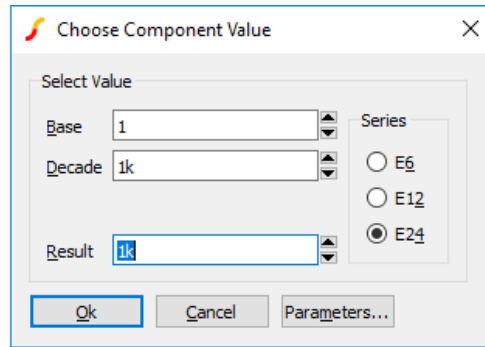 Choose Component Value
Select Value
Base 1
Decade 1k
Result 1k
Series
E6
E12
E24
Ok Cancel Parameters...